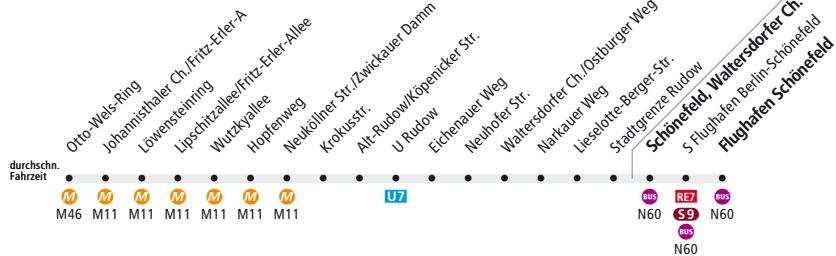 Otto-Wels-Ring
Johannisthaler Ch./Fritz-Erler-A
Löwensteinring
Lipschitzallee/Fritz-Erler-Allee
Wutzkyallee
Hopfenweg
Neuköllner Str./Zwickauer Damm
Krokusstr.
Alt-Rudow/Köpenicker Str.
U Rudow
Eichenauer Weg
Neuhofer Str.
Waltersdorfer Ch./Ostburger Weg
Narkauer Weg
Lieselotte-Berger-Str.
Stadtgrenze Rudow
Schönefeld, Waltersdorfer Ch.
S Flughafen Berlin-Schönefeld
Flughafen Schönefeld
durchschn.
Fahrzeit
M M M M M M M U7 BUS RE7 BUS
M46 M11 M11 M11 M11 M11 M11 N60 S9 N60
BUS
N60